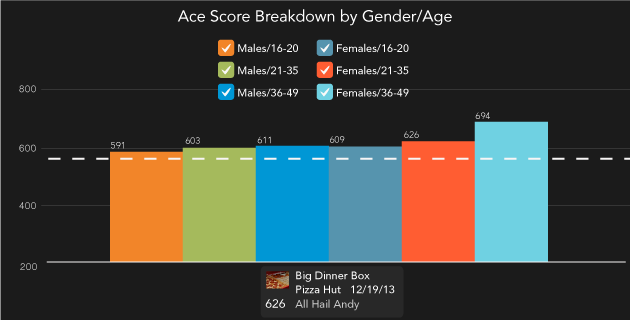 Ace Score Breakdown by Gender/Age
Males/16-20 Females/16-20
Males/21-35 Females/21-35
Males/36-49 Females/36-49
800
694
626
591 603 611 609
600
400
200
Big Dinner Box
Pizza Hut 12/19/13
626 All Hail Andy